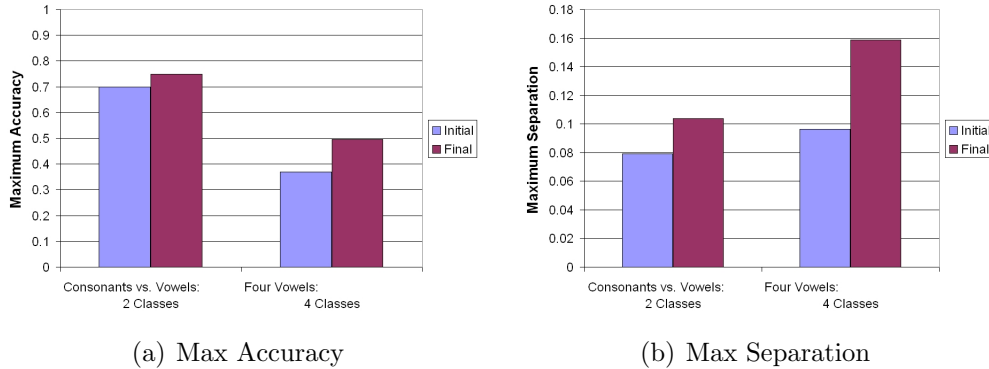 1
0.9
0.8
0.7
0.6
0.5
0.4
0.3
0.2
0.1
0
Maximum Accuracy
Consonants vs. Vowels:
2 Classes
Four Vowels:
4 Classes
Initial
Final
(a) Max Accuracy
0.18
0.16
0.14
0.12
0.1
0.08
0.06
0.04
0.02
0
Maximum Separation
Consonants vs. Vowels:
2 Classes
Four Vowels:
4 Classes
Initial
Final
(b) Max Separation